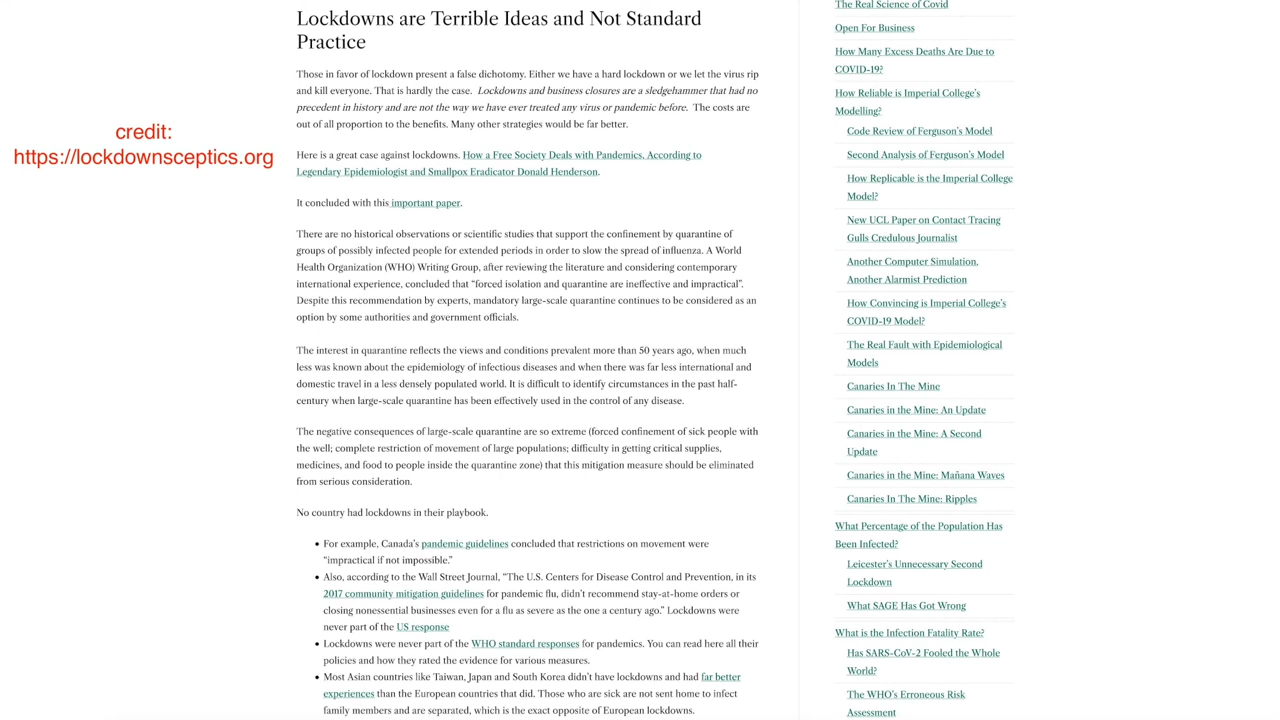 Lockdowns are Terrible Ideas and Not Standard
Practice
Those in favor of lockdown present a false dichotomy. Either we have a hard lockdown or we let the virus rip
and kill everyone. That is hardly the case. Lockdowns and business closures are a sledgehammer that had no
precedent in history and are not the way we have ever treated any virus or pandemic before. The costs are
out of all proportion to the benefits. Many other strategies would be far better.
credit:
https://lockdownsceptics.org
Here is a great case against lockdowns. How a Free Society Deals with Pandemics, According to
Legendary Epidemiologist and Smallpox Eradicator Donald Henderson.
It concluded with this important paper.
There are no historical observations or scientific studies that support the confinement by quarantine of
groups of possibly infected people for extended periods in order to slow the spread of influenza. A World
Health Organization (WHO) Writing Group, after reviewing the literature and considering contemporary
international experience, concluded that “forced isolation and quarantine are ineffective and impractical”.
Despite this recommendation by experts, mandatory large-scale quarantine continues to be considered as an
option by some authorities and government officials.
The interest in quarantine reflects the views and conditions prevalent more than 50 years ago, when much
less was known about the epidemiology of infectious diseases and when there was far less international and
domestic travel in a less densely populated world. It is difficult to identify circumstances in the past half-
century when large-scale quarantine has been effectively used in the control of any disease.
The negative consequences of large-scale quarantine are so extreme (forced confinement of sick people with
the well; complete restriction of movement of large populations; difficulty in getting critical supplies,
medicines, and food to people inside the quarantine zone) that this mitigation measure should be eliminated
from serious consideration.
No country had lockdowns in their playbook.
• For example, Canada’s pandemic guidelines concluded that restrictions on movement were
“impractical if not impossible.”
• Also, according to the Wall Street Journal, “The U.S. Centers for Disease Control and Prevention, in its
2017 community mitigation guidelines for pandemic flu, didn’t recommend stay-at-home orders or
closing nonessential businesses even for a flu as severe as the one a century ago.” Lockdowns were
never part of the US response
• Lockdowns were never part of the WHO standard responses for pandemics. You can read here all their
policies and how they rated the evidence for various measures.
• Most Asian countries like Taiwan, Japan and South Korea didn’t have lockdowns and had far better
experiences than the European countries that did. Those who are sick are not sent home to infect
family members and are separated, which is the exact opposite of European lockdowns.
The Real Science of Covid
Open For Business
How Many Excess Deaths Are Due to
COVID-19?
How Reliable is Imperial College’s
Modelling?
Code Review of Ferguson’s Model
Second Analysis of Ferguson’s Model
How Replicable is the Imperial College
Model?
New UCL Paper on Contact Tracing
Gulls Credulous Journalist
Another Computer Simulation,
Another Alarmist Prediction
How Convincing is Imperial College’s
COVID-19 Model?
The Real Fault with Epidemiological
Models
Canaries In The Mine
Canaries in the Mine: An Update
Canaries in the Mine: A Second
Update
Canaries in the Mine: Mañana Waves
Canaries In The Mine: Ripples
What Percentage of the Population Has
Been Infected?
Leicester’s Unnecessary Second
Lockdown
What SAGE Has Got Wrong
What is the Infection Fatality Rate?
Has SARS-CoV-2 Fooled the Whole
World?
The WHO’s Erroneous Risk
Assessment